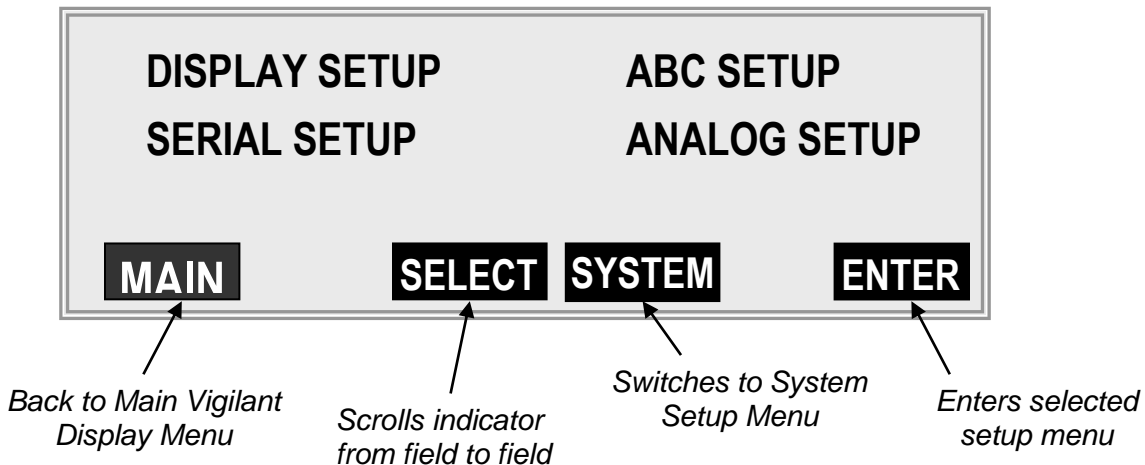 DISPLAY SETUP ABC SETUP
SERIAL SETUP ANALOG SETUP
MAIN SELECT SYSTEM ENTER
Back to Main Vigilant
Display Menu
Scrolls indicator
from field to field
Switches to System
Setup Menu
Enters selected
setup menu